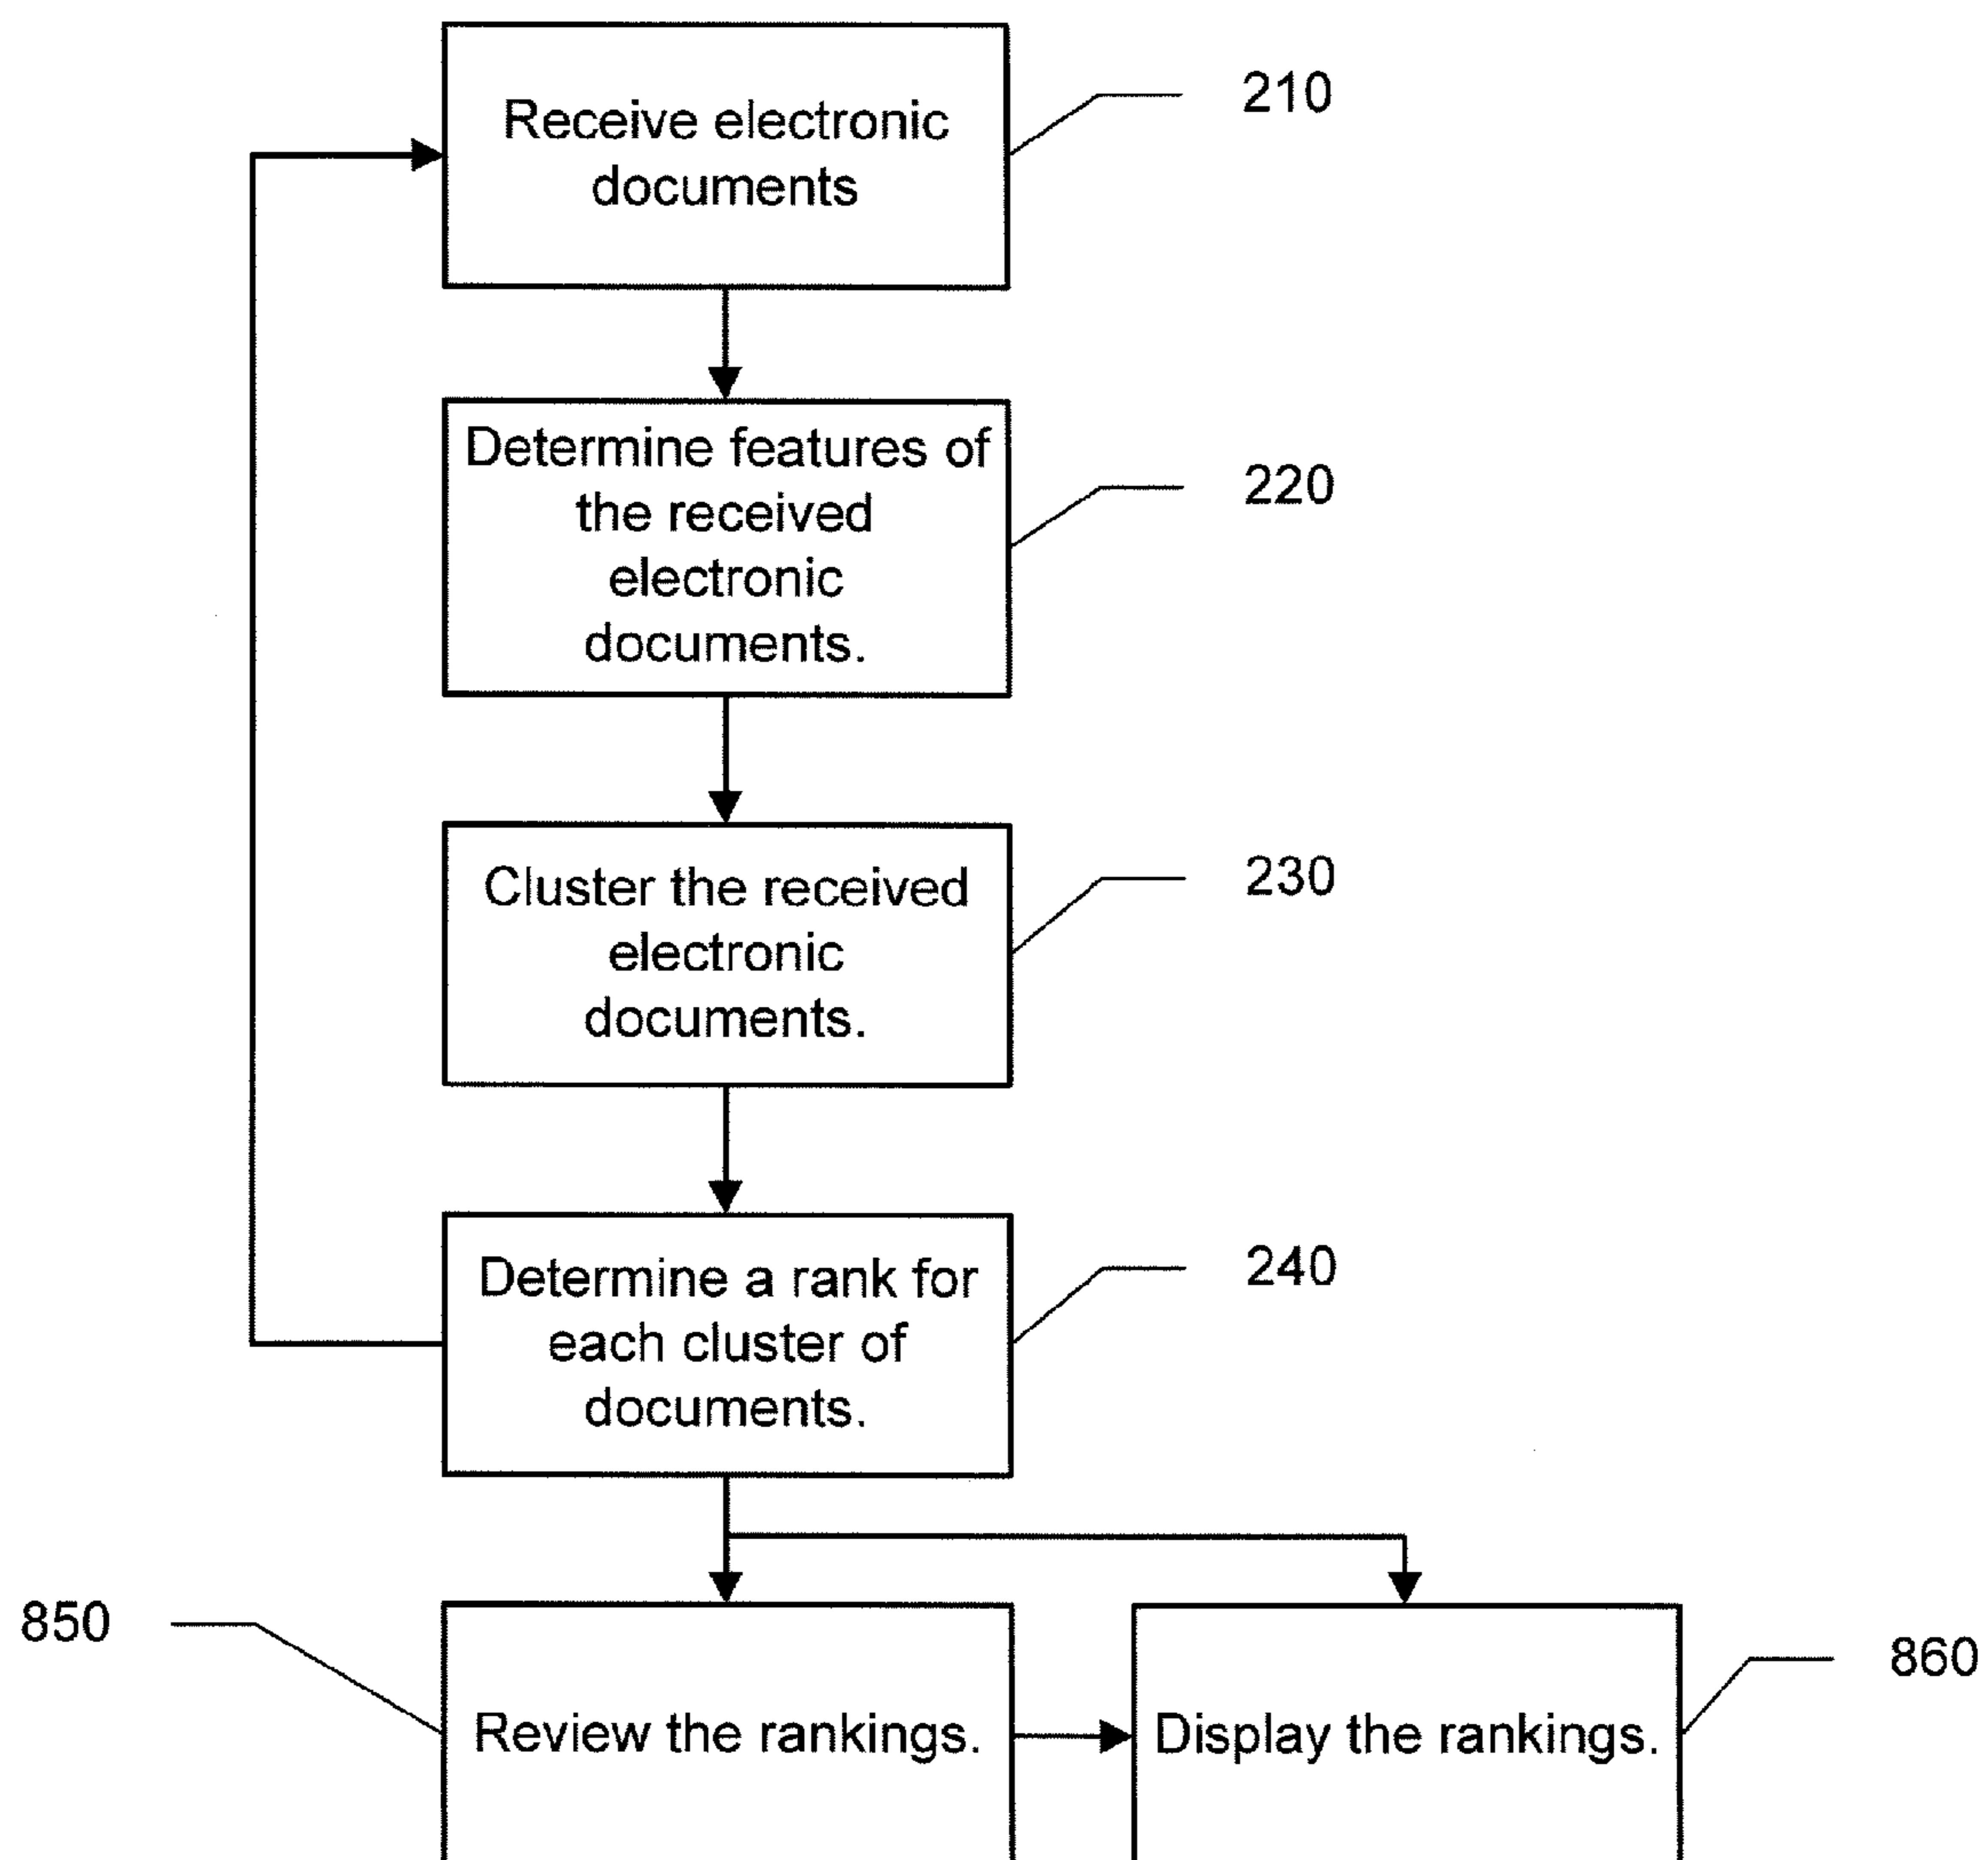 Receive electronic
documents
210
Determine features of
the received
electronic
documents.
220
Cluster the received
electronic
documents.
230
Determine a rank for
each cluster of
documents.
240
850
Review the rankings.
Display the rankings.
860